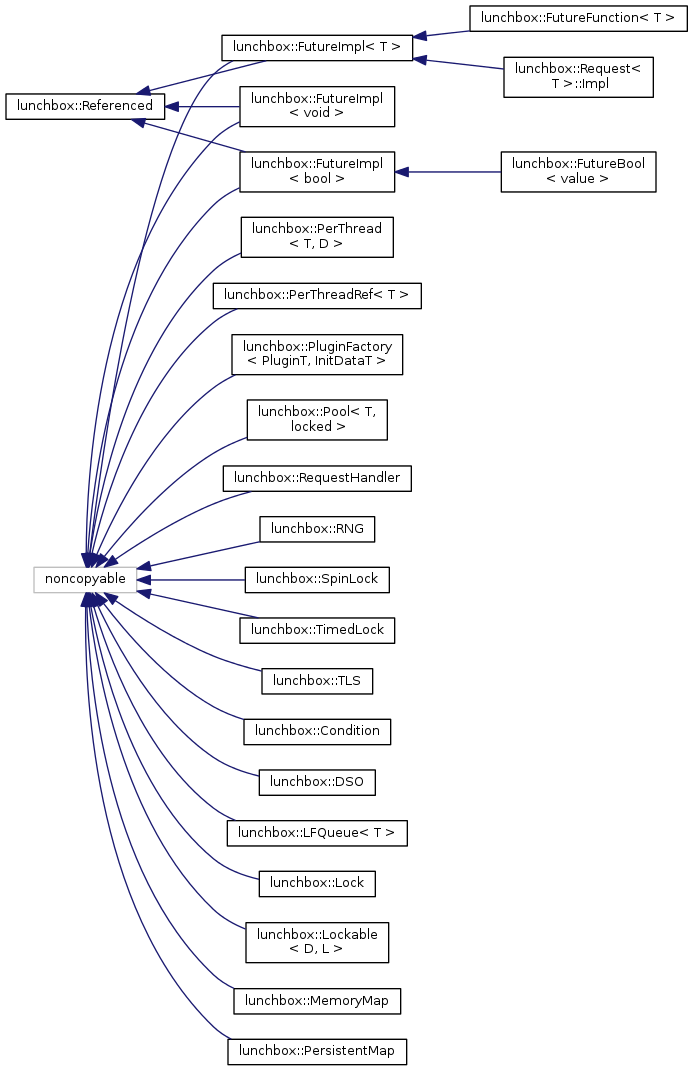 lunchbox::FutureFunction< T >
lunchbox::FutureImpl< T >
lunchbox::Request<
T >::Impl
lunchbox::Referenced
lunchbox::FutureImpl
< void >
lunchbox::FutureImpl
< bool >
lunchbox::FutureBool
< value >
lunchbox::PerThread
< T, D >
lunchbox::PerThreadRef< T >
lunchbox::PluginFactory
< PluginT, InitDataT >
lunchbox::Pool< T,
locked >
lunchbox::RequestHandler
lunchbox::RNG
noncopyable
lunchbox::SpinLock
lunchbox::TimedLock
lunchbox::TLS
lunchbox::Condition
lunchbox::DSO
lunchbox::LFQueue< T >
lunchbox::Lock
lunchbox::Lockable
< D, L >
lunchbox::MemoryMap
lunchbox::PersistentMap